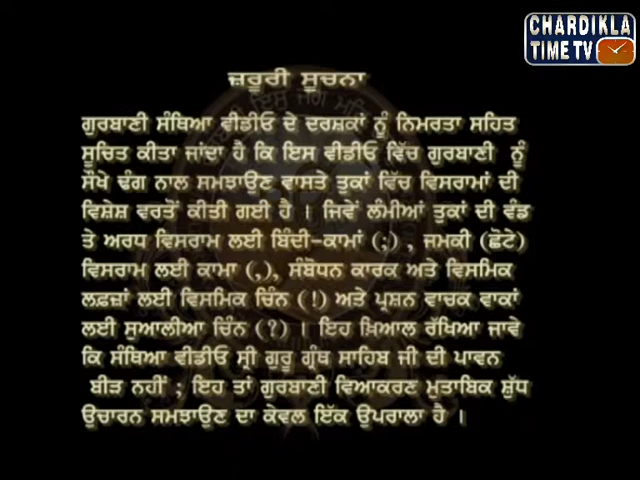 CHARDIKLA
TIME TV
ਜ਼ਰੂਰੀ ਸੂਚਨਾ
ਗੁਰਬਾਣੀ ਸੰਥਿਆ ਵੀਡੀਓ ਦੇ ਦਰਸ਼ਕਾਂ ਨੂੰ ਨਿਮਰਤਾ ਸਹਿਤ
ਸੂਚਿਤ ਕੀਤਾ ਜਾਂਦਾ ਹੈ ਕਿ ਇਸ ਵੀਡੀਓ ਵਿੱਚ ਗੁਰਬਾਣੀ ਨੂੰ
ਸੌਖੇ ਢੰਗ ਨਾਲ ਸਮਝਾਉਣ ਵਾਸਤੇ ਤੁਕਾਂ ਵਿੱਚ ਵਿਸਰਾਮਾਂ ਦੀ
ਵਿਸ਼ੇਸ਼ ਵਰਤੋਂ ਕੀਤੀ ਗਈ ਹੈ । ਜਿਵੇਂ ਲੰਮੀਆਂ ਤੁਕਾਂ ਦੀ ਵੰਡ
ਤੇ ਅਰਧ ਵਿਸਰਾਮ ਲਈ ਬਿੰਦੀ-ਕਾਮਾਂ (;) , ਜਮਕੀ (ਛੋਟੇ)
ਵਿਸਰਾਮ ਲਈ ਕਾਮਾ (,), ਸੰਬੋਧਨ ਕਾਰਕ ਅਤੇ ਵਿਸਮਿਕ
ਲਫ਼ਜ਼ਾਂ ਲਈ ਵਿਸਮਿਕ ਚਿੰਨ (!) ਅਤੇ ਪ੍ਰਸ਼ਨ ਵਾਚਕ ਵਾਕਾਂ
ਲਈ ਸੁਆਲੀਆ ਚਿੰਨ (?) । ਇਹ ਖ਼ਿਆਲ ਰੱਖਿਆ ਜਾਵੇ
ਕਿ ਸੰਥਿਆ ਵੀਡੀਓ ਸ੍ਰੀ ਗੁਰੂ ਗ੍ਰੰਥ ਸਾਹਿਬ ਜੀ ਦੀ ਪਾਵਨ
ਬੀੜ ਨਹੀਂ ; ਇਹ ਤਾਂ ਗੁਰਬਾਣੀ ਵਿਆਕਰਣ ਮੁਤਾਬਿਕ ਸ਼ੁੱਧ
ਉਚਾਰਨ ਸਮਝਾਉਣ ਦਾ ਕੇਵਲ ਇੱਕ ਉਪਰਾਲਾ ਹੈ ।